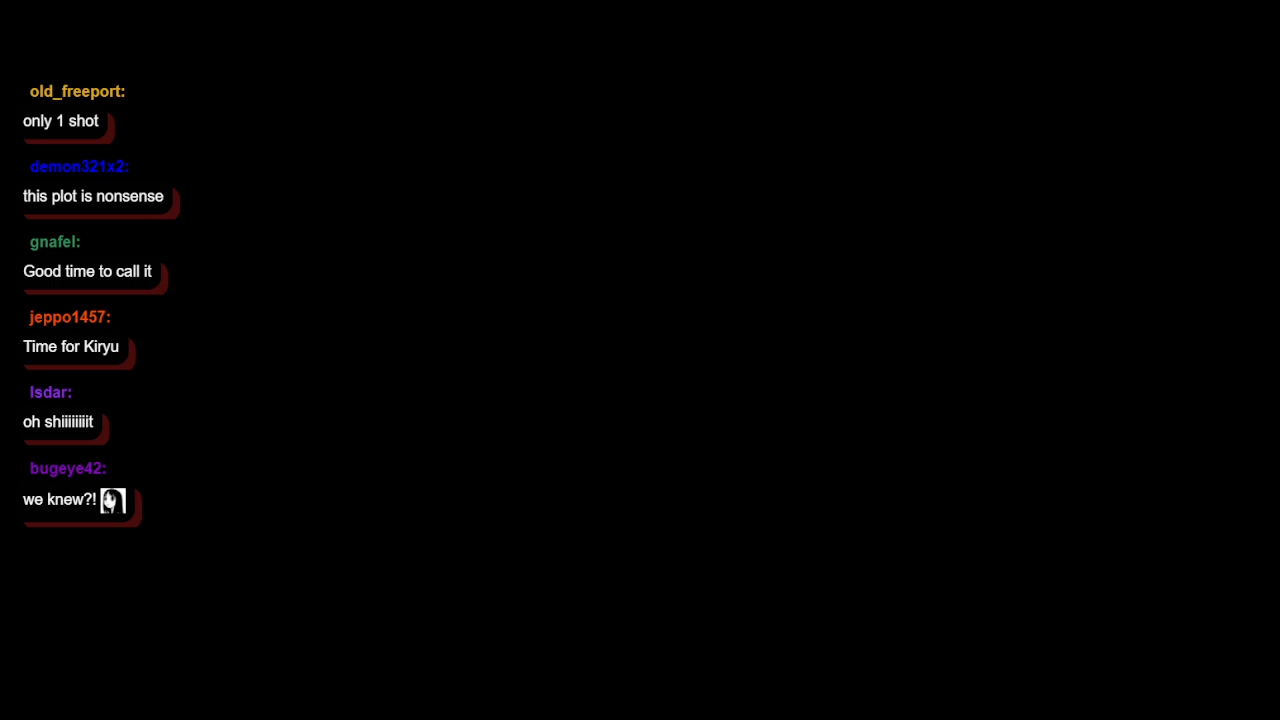 old_freeport:
only 1 shot
demon321x2:
this plot is nonsense
gnafel:
Good time to call it
jeppo1457:
Time for Kiryu
lsdar:
oh shiiiiiiiit
bugeye42:
we knew?!